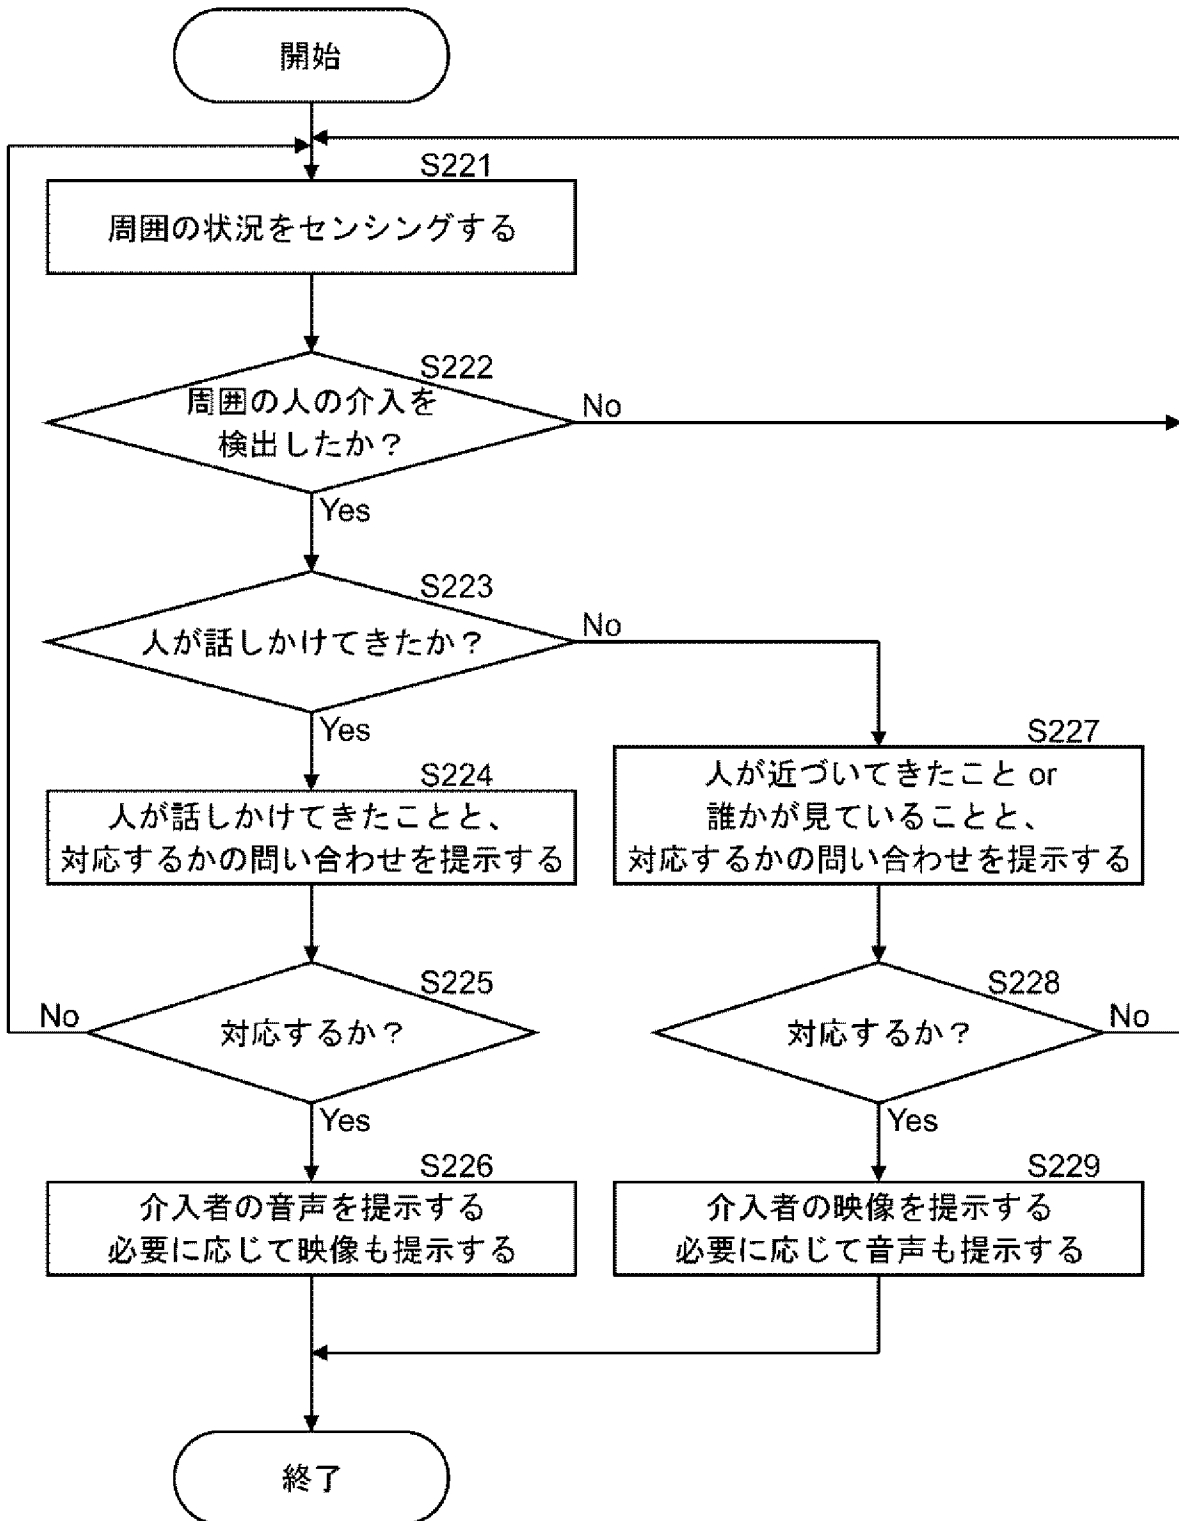 開始
S221
周囲の状況をセンシングする
S222
周囲の人の介入を
検出したか？
No
Yes
S223
人が話しかけてきたか？
No
Yes
S224
人が話しかけてきたことと、
対応するかの問い合わせを提示する
S227
人が近づいてきたこと or
誰かが見ていることと、
対応するかの問い合わせを提示する
S225
対応するか？
No
Yes
S228
対応するか？
No
Yes
S226
介入者の音声を提示する
必要に応じて映像も提示する
S229
介入者の映像を提示する
必要に応じて音声も提示する
終了